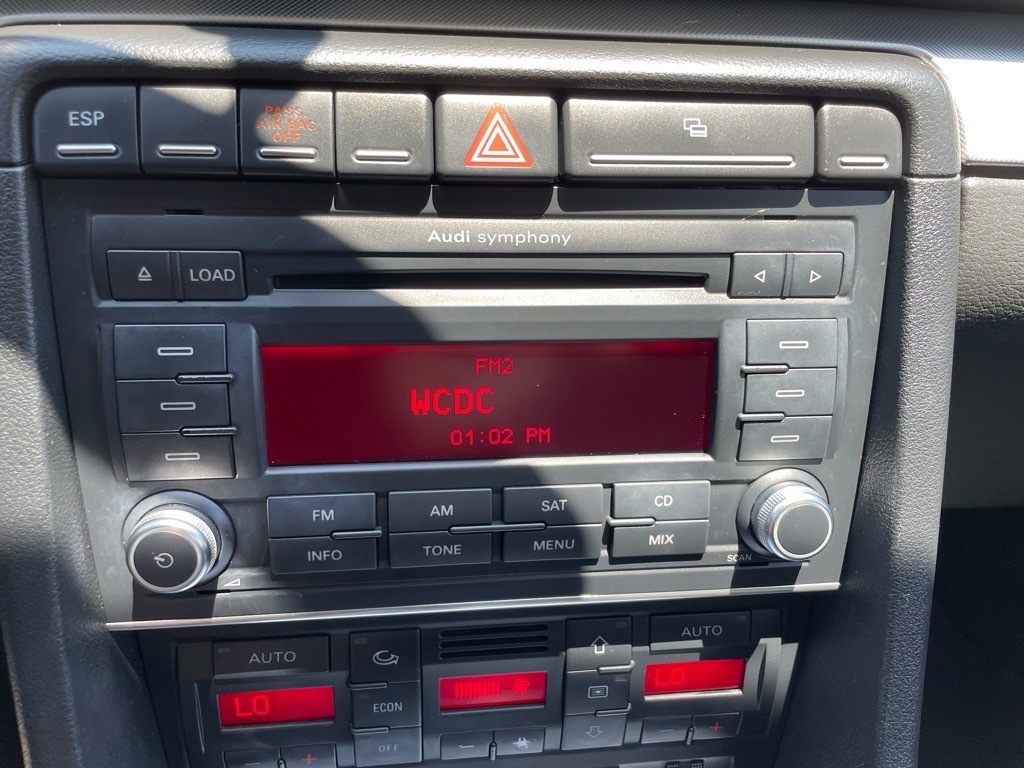 ESP
PASS.
AIR BAG
OFF
Audi symphony
LOAD
FM2
WCDC
01:02 PM
FM AM SAT CD
INFO TONE MENU MIX
SCAN
AUTO AUTO
LO LO
ECON
OFF